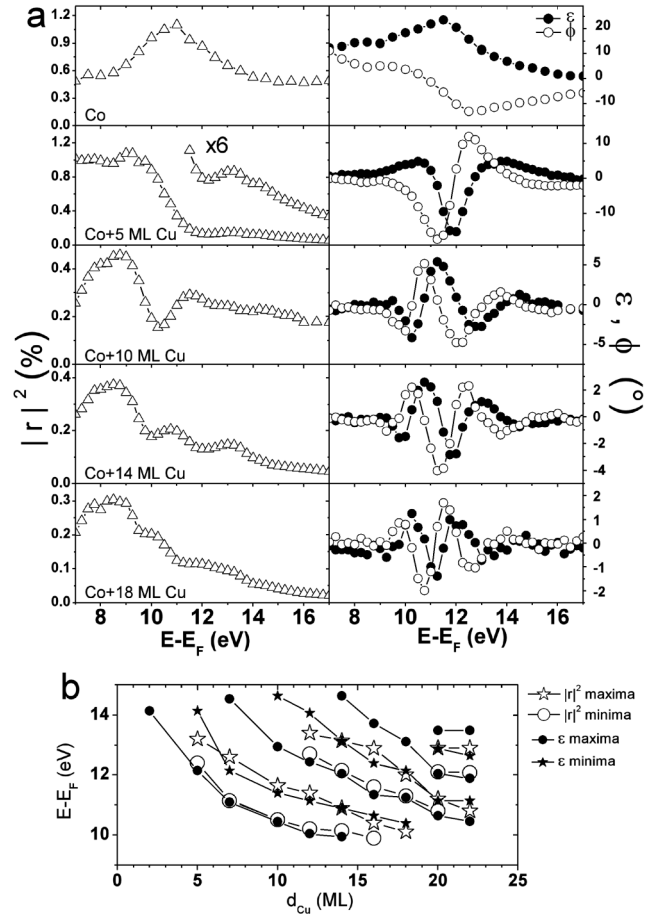 a
1.2
0.9
0.6
0.3
0.0
Co
ε
ϕ
20
10
0
-10
1.2
0.8
0.4
0.0
x6
Co+5 ML Cu
10
0
-10
0.4
0.2
0.0
Co+10 ML Cu
5
0
-5
0.4
0.2
0.0
Co+14 ML Cu
2
0
-2
-4
0.3
0.2
0.1
0.0
Co+18 ML Cu
2
1
0
-1
-2
|r|² (%)
ϕ, ε (°)
8 10 12 14 16
E-E_F (eV)
8 10 12 14 16
E-E_F (eV)
b
14
12
10
E-E_F (eV)
0 5 10 15 20 25
d_Cu (ML)
|r|² maxima
|r|² minima
ε maxima
ε minima